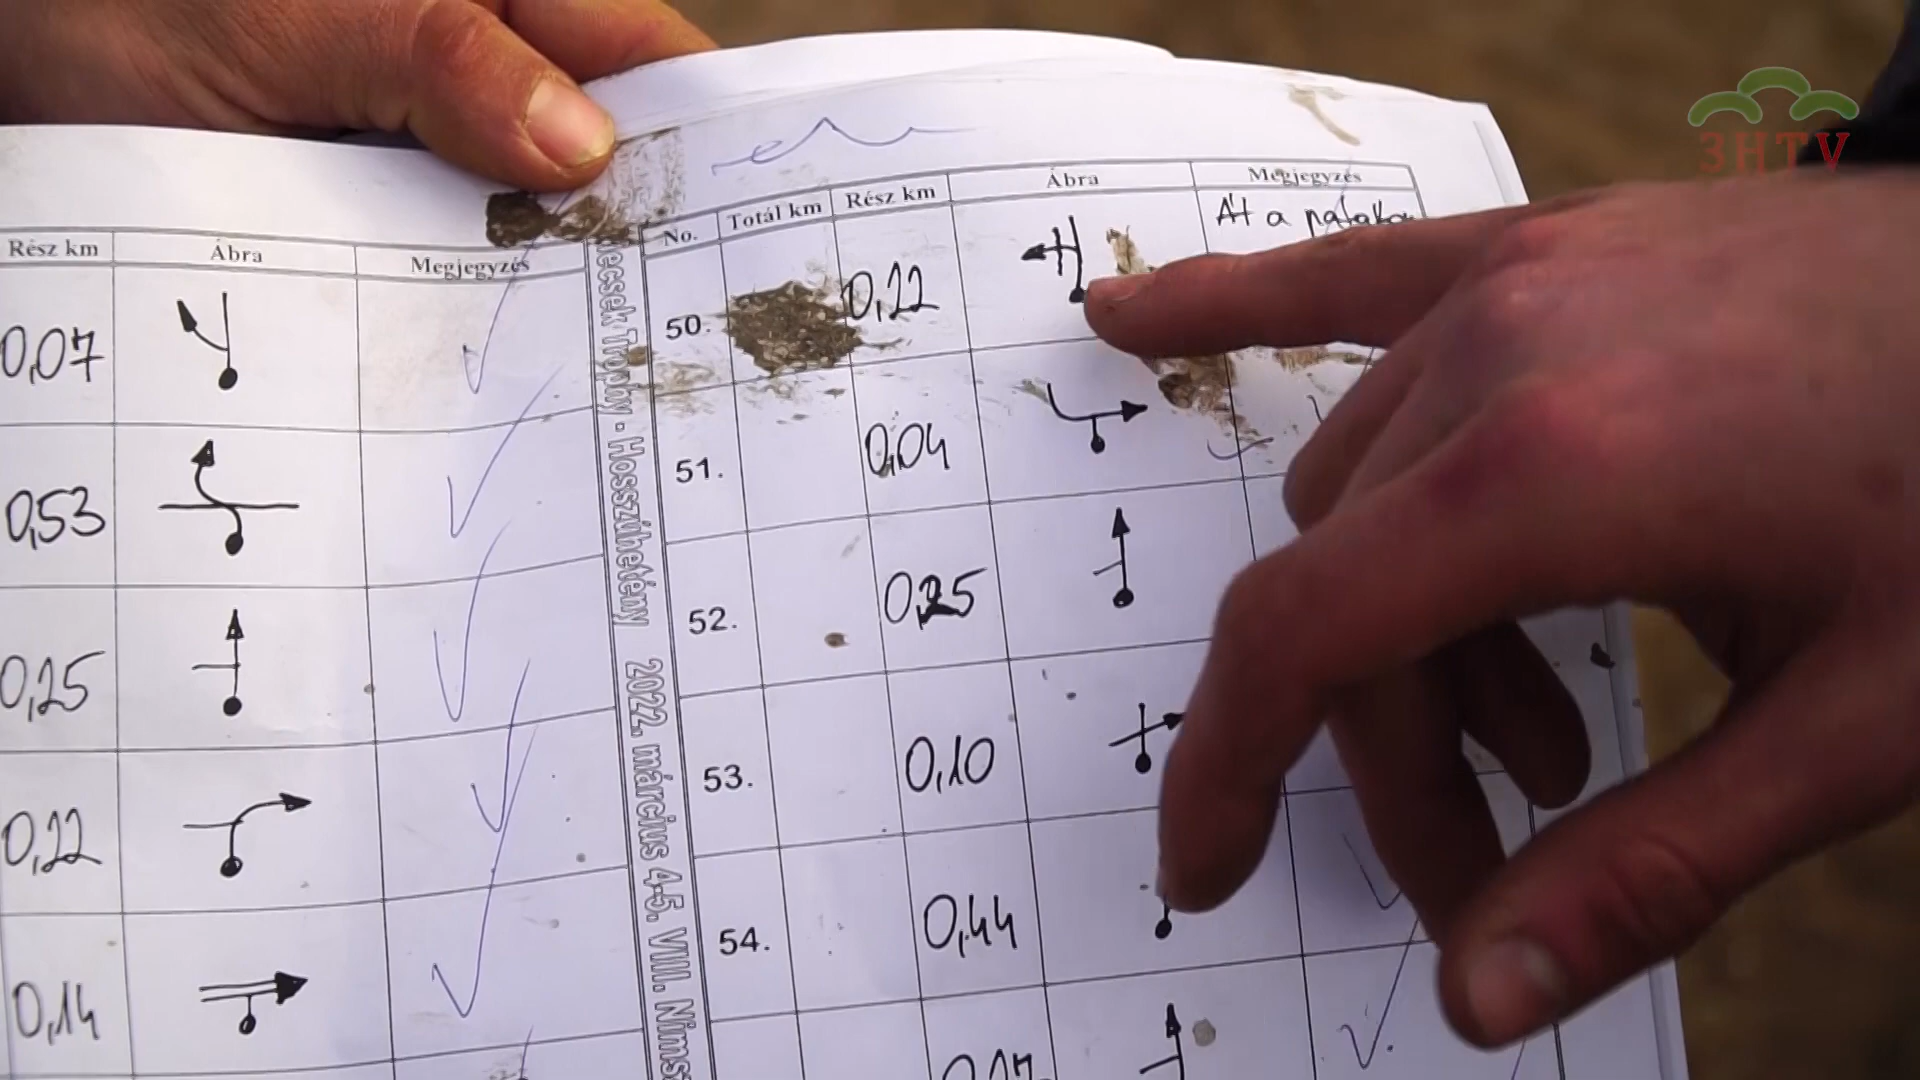 3HTV
Rész km Ábra Megjegyzés
0,07
0,53
0,25
0,22
0,14
Hosszúhetény 2022. március 4.-5. VIII.
No. Totál km Rész km Ábra Megjegyzés
50. 0,22 Át a
51. 0,04
52. 0,25
53. 0,10
54. 0,44